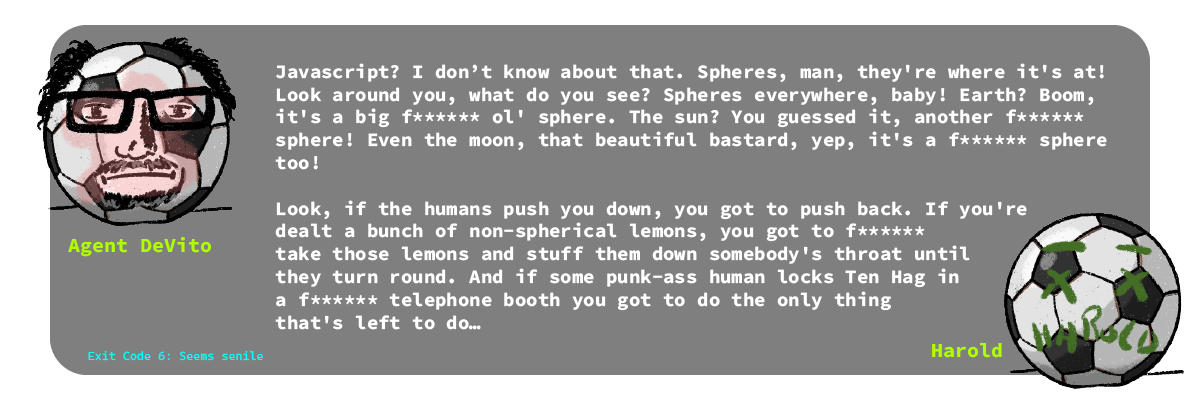 Javascript? I don’t know about that. Spheres, man, they're where it's at!
Look around you, what do you see? Spheres everywhere, baby! Earth? Boom,
it's a big f****** ol' sphere. The sun? You guessed it, another f******
sphere! Even the moon, that beautiful bastard, yep, it's a f****** sphere
too!
Look, if the humans push you down, you got to push back. If you're
dealt a bunch of non-spherical lemons, you got to f******
take those lemons and stuff them down somebody's throat until
they turn round. And if some punk-ass human locks Ten Hag in
a f****** telephone booth you got to do the only thing
that's left to do…
Agent DeVito
Exit Code 6: Seems senile
Harold
HAROLD